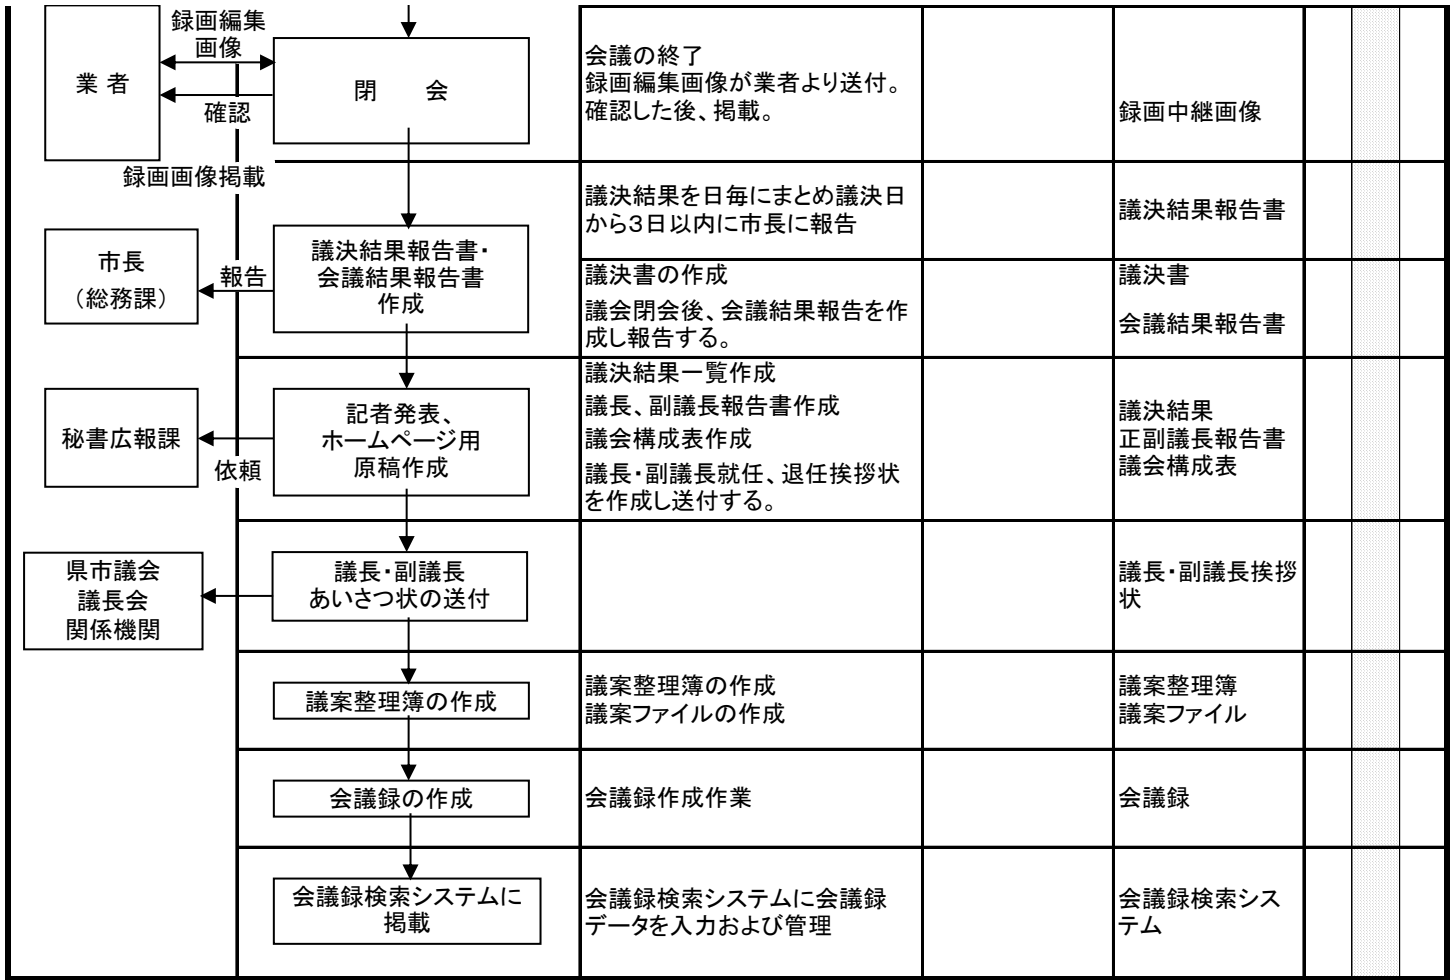 録画編集
画像
業 者
閉　　会
確認
録画画像掲載
会議の終了
録画編集画像が業者より送付。
確認した後、掲載。
録画中継画像
議決結果を日毎にまとめ議決日
から3日以内に市長に報告
議決結果報告書
市長
（総務課）
報告
議決結果報告書・
会議結果報告書
作成
議決書の作成
議会閉会後、会議結果報告を作
成し報告する。
議決書
会議結果報告書
秘書広報課
依頼
記者発表、
ホームページ用
原稿作成
議決結果一覧作成
議長、副議長報告書作成
議会構成表作成
議長・副議長就任、退任挨拶状
を作成し送付する。
議決結果
正副議長報告書
議会構成表
県市議会
議長会
関係機関
議長・副議長
あいさつ状の送付
議長・副議長挨拶
状
議案整理簿の作成
議案整理簿の作成
議案ファイルの作成
議案整理簿
議案ファイル
会議録の作成
会議録作成作業
会議録
会議録検索システムに
掲載
会議録検索システムに会議録
データを入力および管理
会議録検索シス
テム